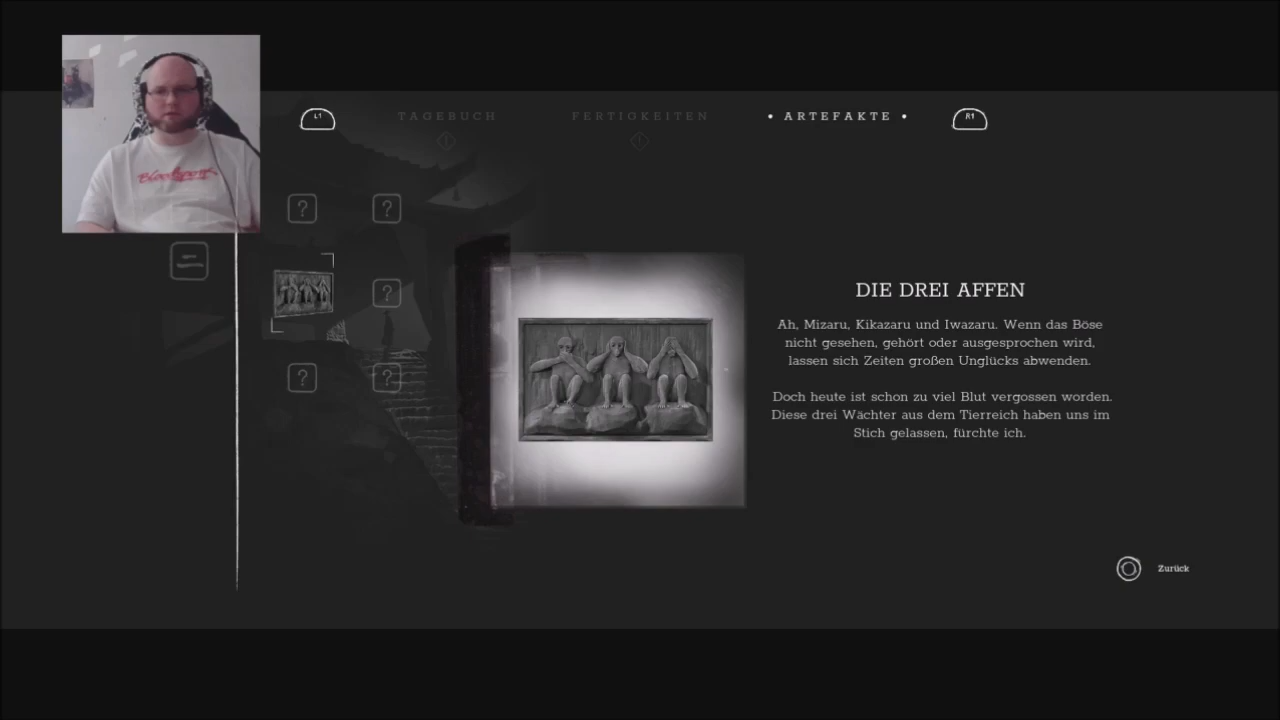 L1
TAGEBUCH
FERTIGKEITEN
• ARTEFAKTE •
R1
?
?
二
?
?
?
DIE DREI AFFEN
Ah, Mizaru, Kikazaru und Iwazaru. Wenn das Böse
nicht gesehen, gehört oder ausgesprochen wird,
lassen sich Zeiten großen Unglücks abwenden.
Doch heute ist schon zu viel Blut vergossen worden.
Diese drei Wächter aus dem Tierreich haben uns im
Stich gelassen, fürchte ich.
Zurück